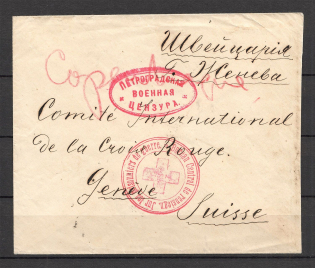 Швейцарія
г. Женева
ПЕТРОГРАДСКАЯ
ВОЕННАЯ
ЦЕНЗУРА.
Comité International
de la Croix Rouge.
Genève
Suisse